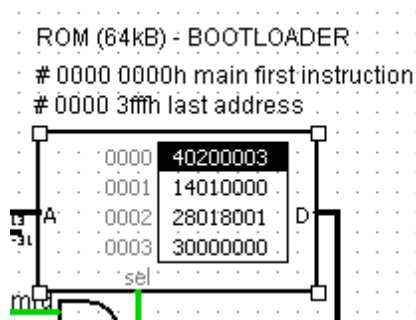 ROM (64kB) - BOOTLOADER
# 0000 0000h main first instruction
# 0000 3fffh last address
0000 40200003
0001 14010000
A 0002 28018001 D
0003 30000000
sel